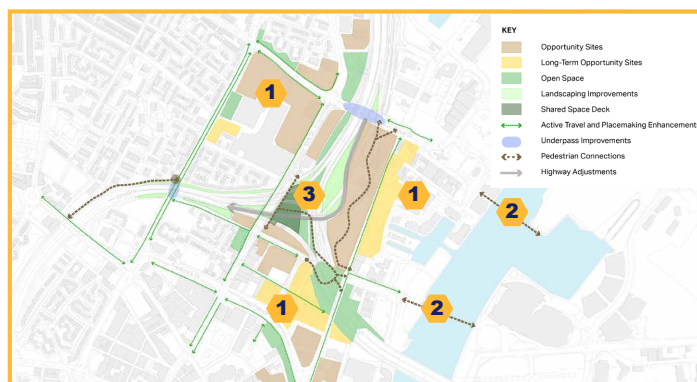 KEY
Opportunity Sites
Long-Term Opportunity Sites
Open Space
Landscaping Improvements
Shared Space Deck
Active Travel and Placemaking Enhancements
Underpass Improvements
Pedestrian Connections
Highway Adjustments
1
3
1
2
2
1